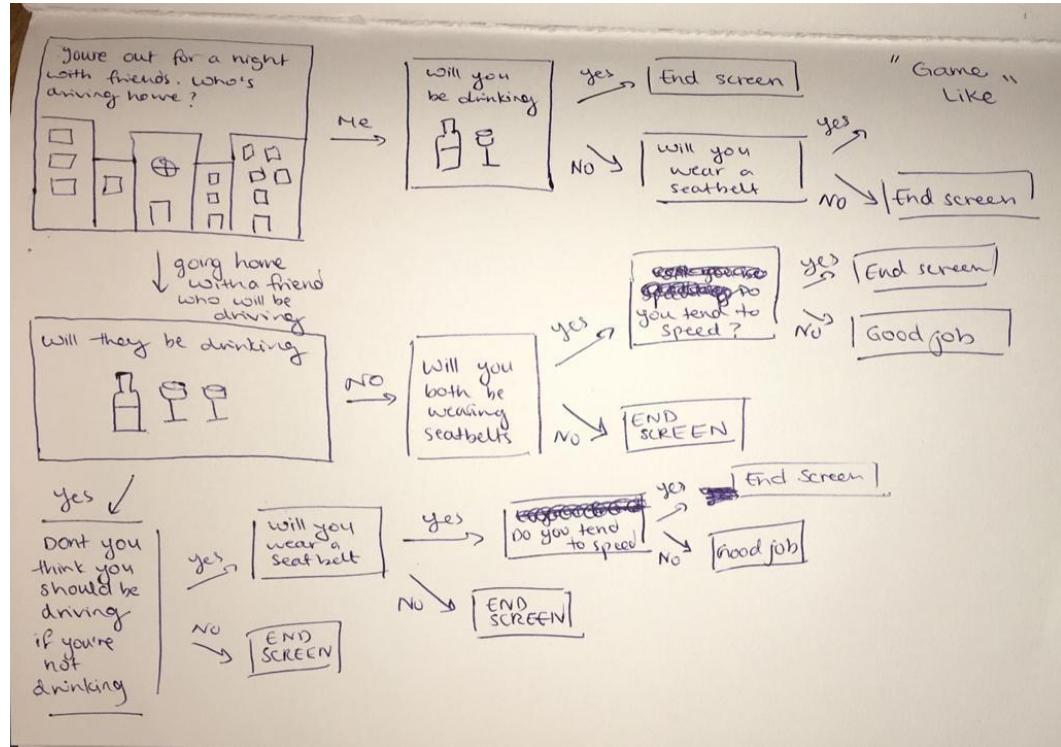 Youre out for a night
with friends. Who's
driving home?
Me
Will you
be drinking
yes
End screen
"Game
Like"
NO
Will you
wear a
seatbelt
yes
NO
End screen
going home
with a friend
who will be
driving
Will they be drinking
NO
Will you
both be
wearing
seatbelts
yes
Do
you tend to
speed?
yes
End screen
No
Good job
No
END
SCREEN
yes
Dont you
think you
should be
driving
if you're
not
drinking
yes
Will you
wear a
seat belt
yes
Do you tend
to speed
yes
End screen
No
Good job
No
END
SCREEN
NO
END
SCREEN